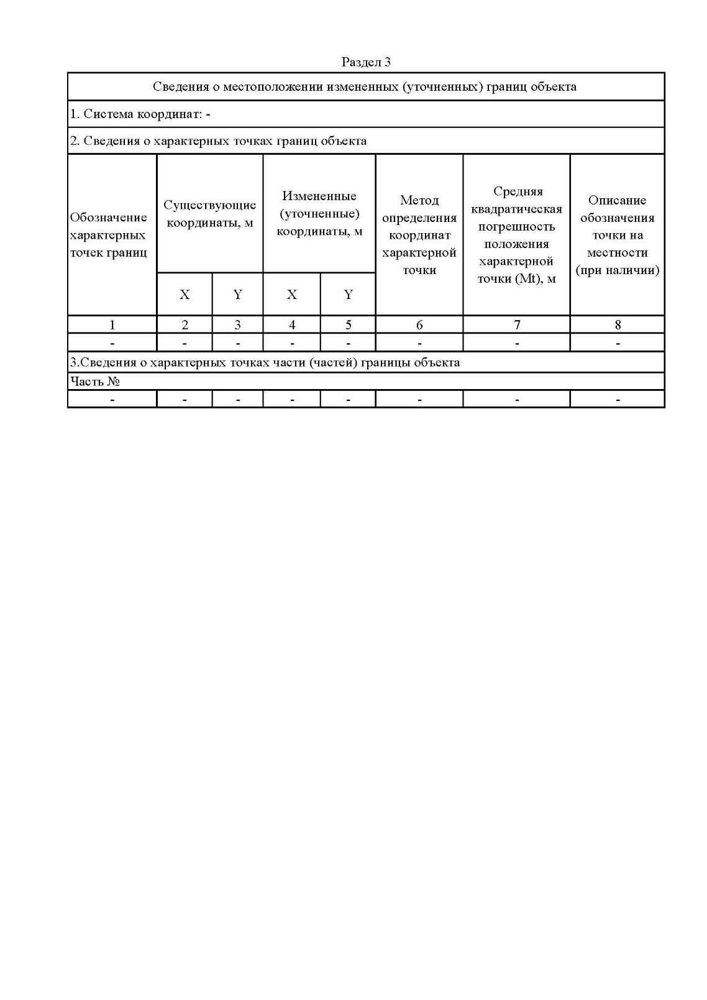 Раздел 3
Сведения о местоположении измененных (уточненных) границ объекта
1. Система координат: -
2. Сведения о характерных точках границ объекта
Обозначение
характерных
точек границ
Существующие
координаты, м
Измененные
(уточненные)
координаты, м
Метод
определения
координат
характерной
точки
Средняя
квадратическая
погрешность
положения
характерной
точки (Mt), м
Описание
обозначения
точки на
местности
(при наличии)
X Y X Y
1 2 3 4 5 6 7 8
- - - - - - - -
3.Сведения о характерных точках части (частей) границы объекта
Часть №
- - - - - - - -